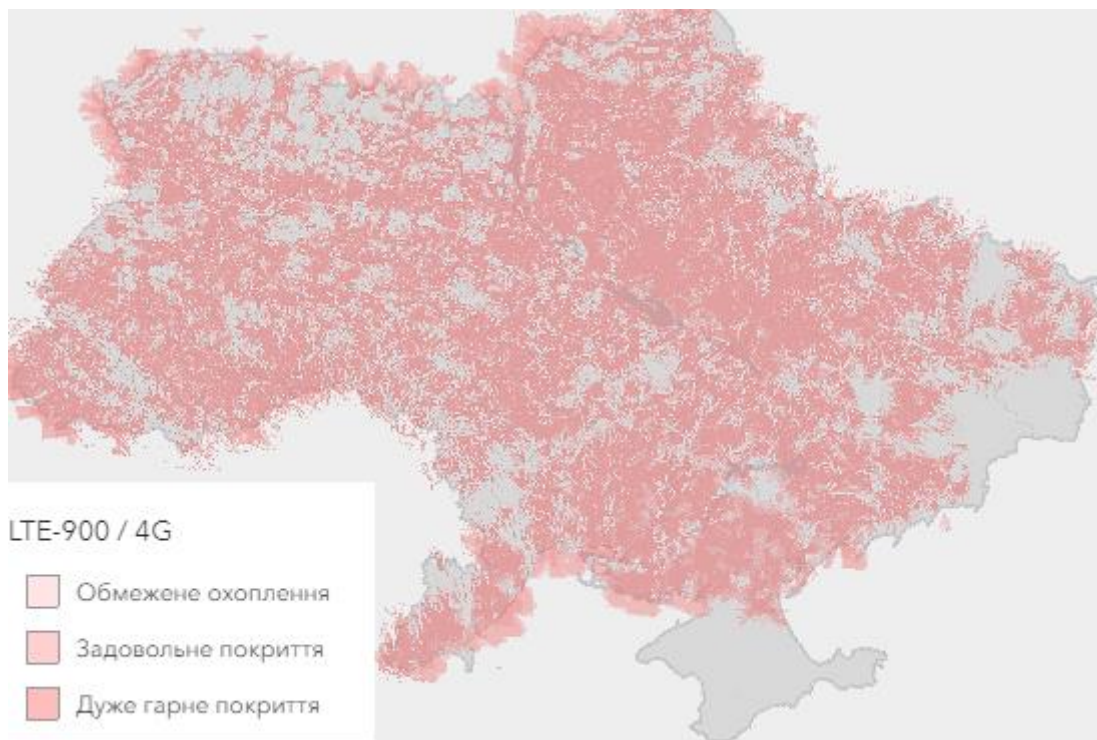 LTE-900 / 4G
Обмежене охоплення
Задовольне покриття
Дуже гарне покриття